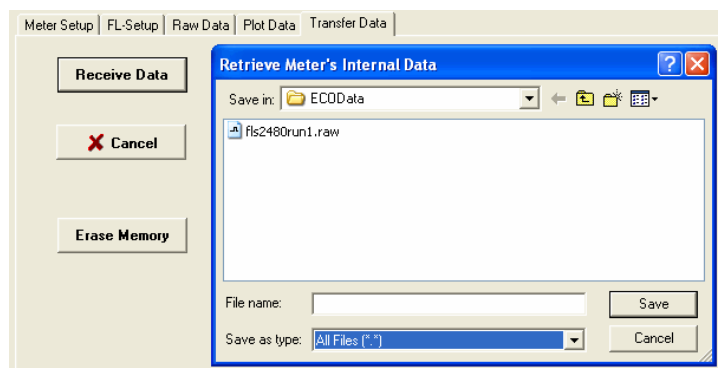 Meter Setup FL-Setup Raw Data Plot Data Transfer Data
Receive Data
Cancel
Erase Memory
Retrieve Meter's Internal Data
Save in: ECOData
fls2480run1.raw
File name: Save
Save as type: All Files (*.*) Cancel